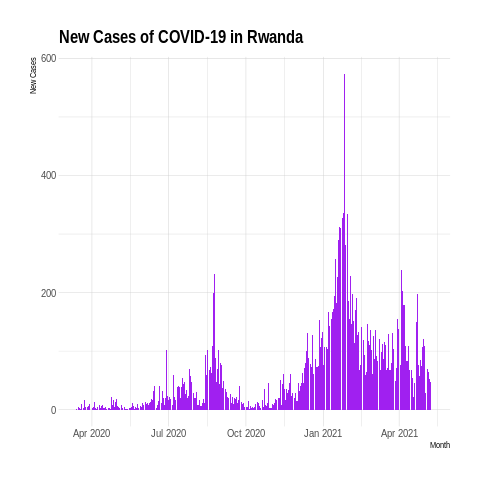 New Cases of COVID-19 in Rwanda
New Cases
600
400
200
0
Apr 2020 Jul 2020 Oct 2020 Jan 2021 Apr 2021
Month